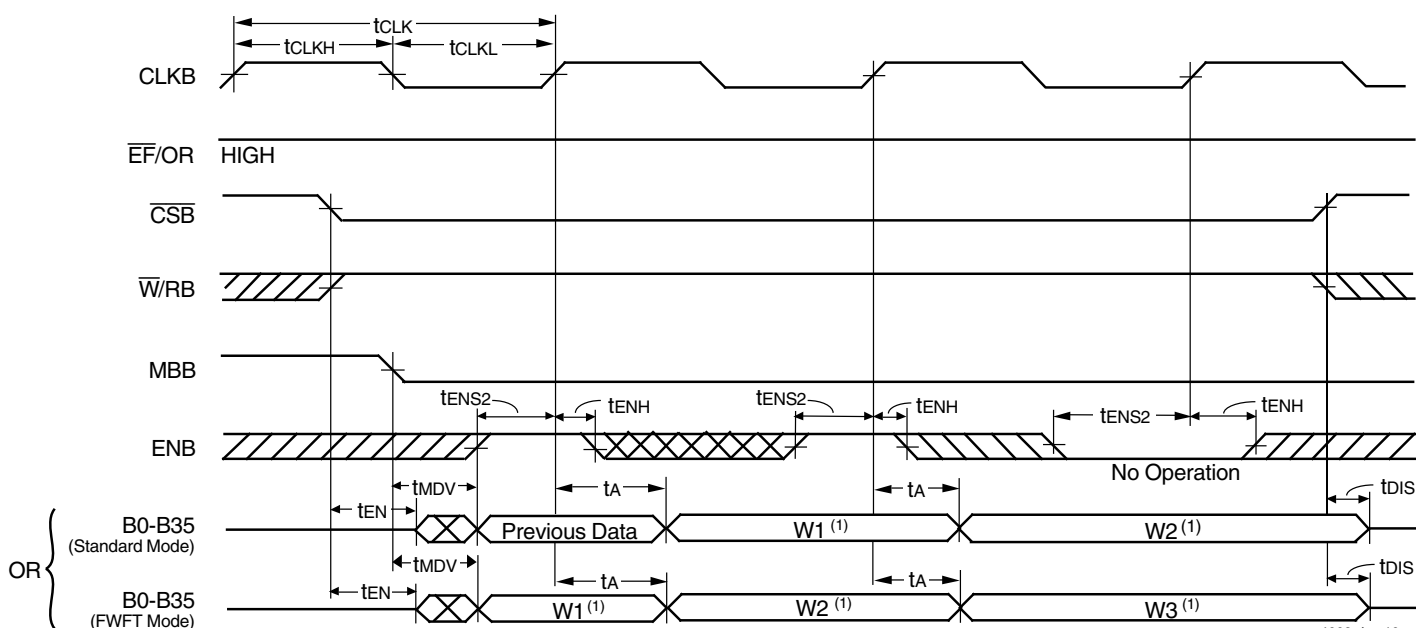 tCLK
tCLKH tCLKL
CLKB
EF/OR HIGH
CSB
W/RB
MBB
tENS2 tENH tENS2 tENH tENS2 tENH
ENB
No Operation
tMDV tA tA tDIS
tEN
B0-B35 Previous Data W1 (1) W2 (1)
(Standard Mode)
OR
tMDV tA tA tDIS
tEN
B0-B35 W1 (1) W2 (1) W3 (1)
(FWFT Mode)